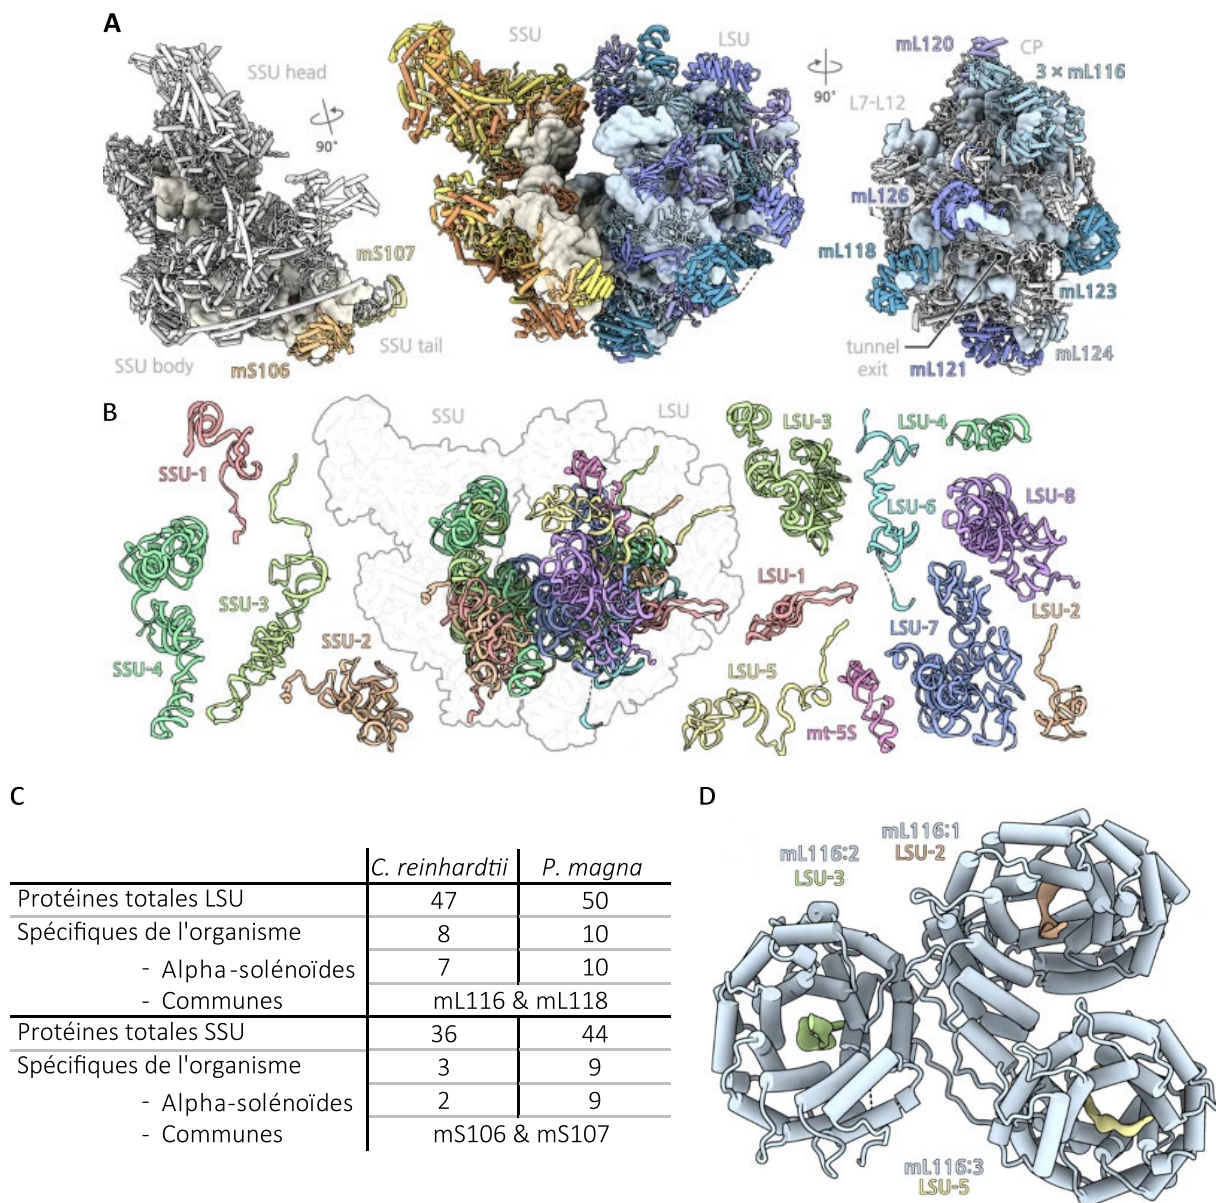 A
SSU head
90°
mS107
SSU body
mS106
SSU tail
SSU
LSU
90°
mL120
CP
3 × mL116
L7-L12
mL126
mL118
mL123
tunnel
exit
mL121
mL124
B
SSU-1
SSU-3
SSU-4
SSU-2
SSU
LSU
LSU-3
LSU-4
LSU-6
LSU-8
LSU-1
LSU-2
LSU-7
LSU-5
mt-5S
C
C. reinhardtii P. magna
Protéines totales LSU 47 50
Spécifiques de l'organisme 8 10
- Alpha-solénoïdes 7 10
- Communes mL116 & mL118
Protéines totales SSU 36 44
Spécifiques de l'organisme 3 9
- Alpha-solénoïdes 2 9
- Communes mS106 & mS107
D
mL116:1
LSU-2
mL116:2
LSU-3
mL116:3
LSU-5